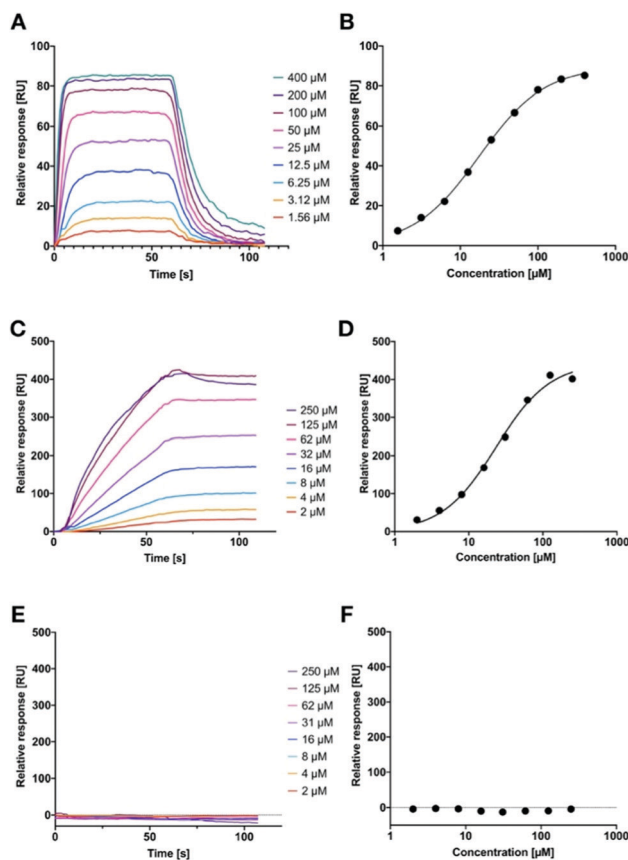 A
Relative response [RU]
100
80
60
40
20
0
0
50
100
Time [s]
400 µM
200 µM
100 µM
50 µM
25 µM
12.5 µM
6.25 µM
3.12 µM
1.56 µM
B
Relative response [RU]
100
80
60
40
20
0
1
10
100
1000
Concentration [µM]
C
Relative response [RU]
500
400
300
200
100
0
0
50
100
Time [s]
250 µM
125 µM
62 µM
32 µM
16 µM
8 µM
4 µM
2 µM
D
Relative response [RU]
500
400
300
200
100
0
1
10
100
1000
Concentration [µM]
E
Relative response [RU]
500
400
300
200
100
0
0
50
100
Time [s]
250 µM
125 µM
62 µM
31 µM
16 µM
8 µM
4 µM
2 µM
F
Relative response [RU]
500
400
300
200
100
0
1
10
100
1000
Concentration [µM]